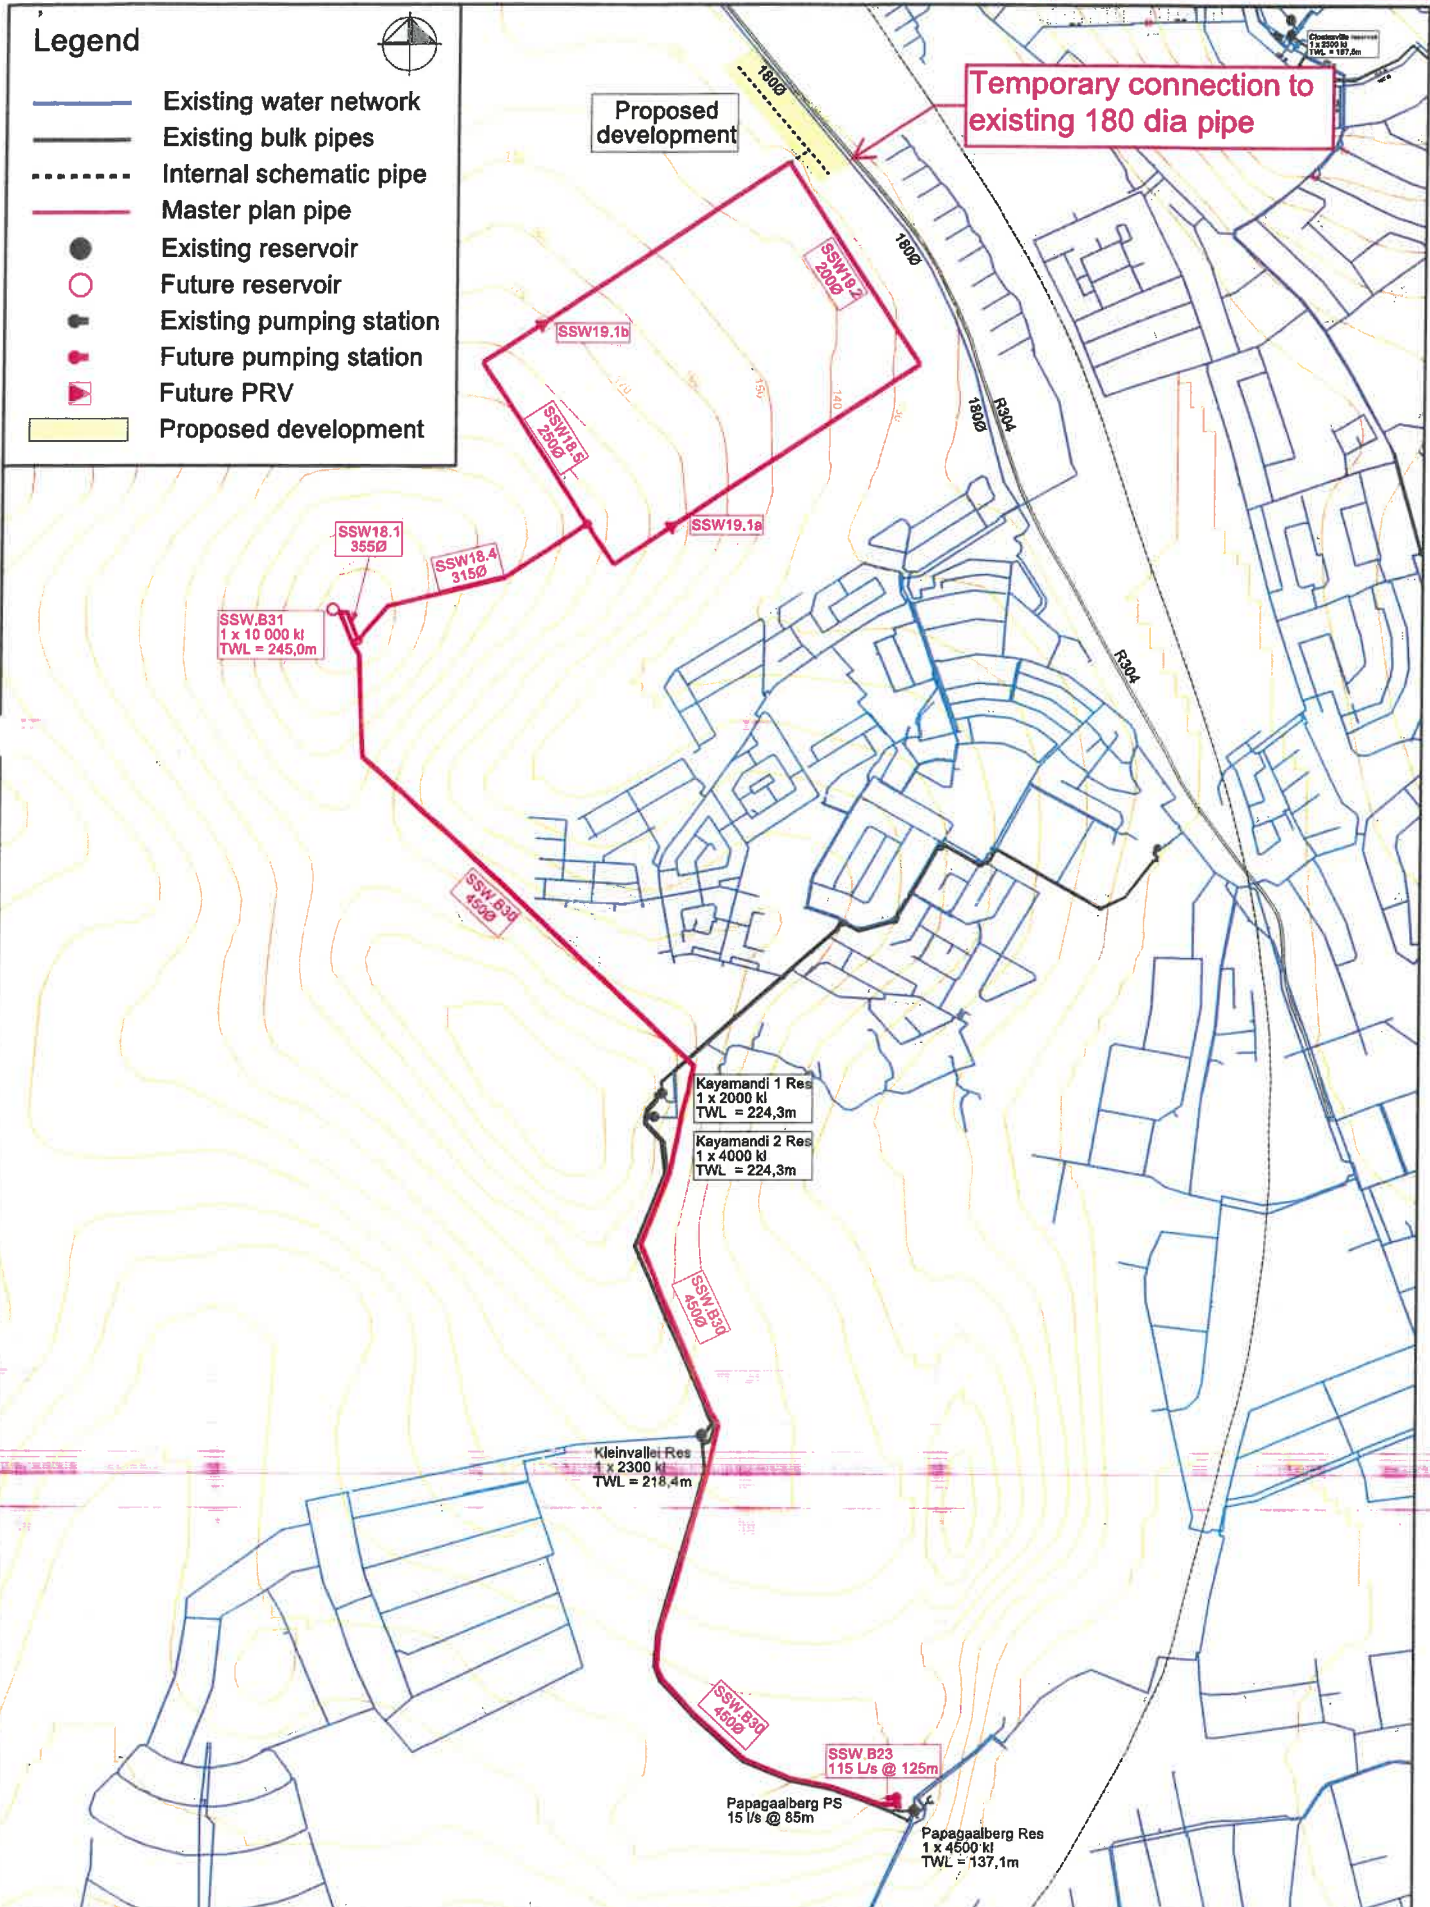 Legend
Existing water network
Existing bulk pipes
Internal schematic pipe
Master plan pipe
Existing reservoir
Future reservoir
Existing pumping station
Future pumping station
Future PRV
Proposed development
Proposed
development
180Ø
Temporary connection to
existing 180 dia pipe
1 x 2300 kl
180Ø
SSW19.2
200Ø
SSW19.1b
170
150
140
R304
180Ø
SSW18.5
250Ø
SSW19.1a
SSW18.1
355Ø
SSW18.4
315Ø
SSW.B31
1 x 10 000 kl
TWL = 245,0m
R304
SSW.B30
450Ø
Kayamandi 1 Res
1 x 2000 kl
TWL = 224,3m
Kayamandi 2 Res
1 x 4000 kl
TWL = 224,3m
SSW.B30
450Ø
Kleinvallei Res
1 x 2300 kl
TWL = 218,4m
SSW.B30
450Ø
SSW.B23
115 L/s @ 125m
Papagaalberg PS
15 l/s @ 85m
Papagaalberg Res
1 x 4500 kl
TWL = 137,1m